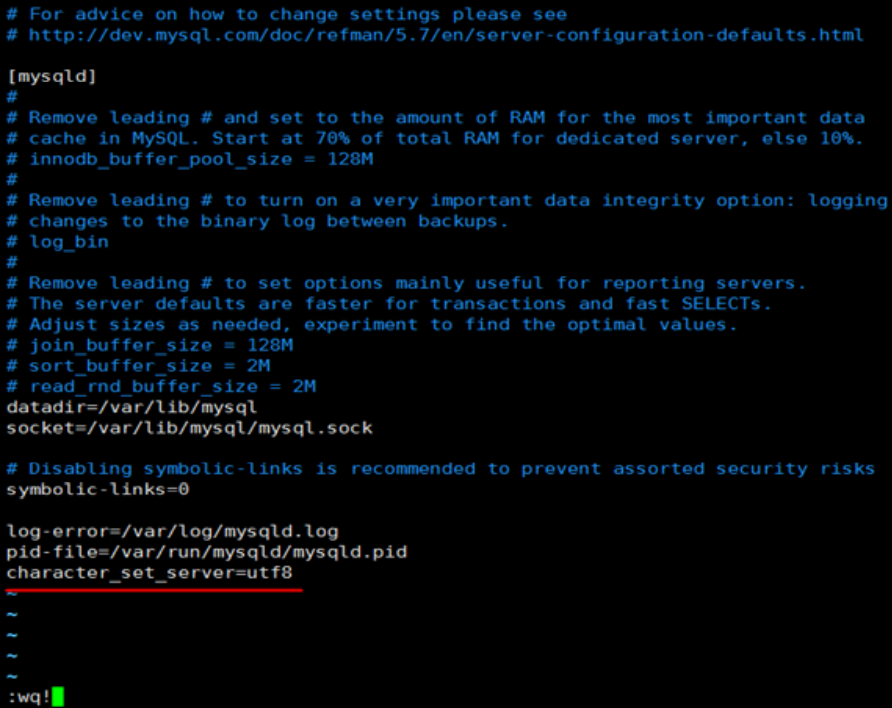 # For advice on how to change settings please see
# http://dev.mysql.com/doc/refman/5.7/en/server-configuration-defaults.html
[mysqld]
#
# Remove leading # and set to the amount of RAM for the most important data
# cache in MySQL. Start at 70% of total RAM for dedicated server, else 10%.
# innodb_buffer_pool_size = 128M
#
# Remove leading # to turn on a very important data integrity option: logging
# changes to the binary log between backups.
# log_bin
#
# Remove leading # to set options mainly useful for reporting servers.
# The server defaults are faster for transactions and fast SELECTs.
# Adjust sizes as needed, experiment to find the optimal values.
# join_buffer_size = 128M
# sort_buffer_size = 2M
# read_rnd_buffer_size = 2M
datadir=/var/lib/mysql
socket=/var/lib/mysql/mysql.sock
# Disabling symbolic-links is recommended to prevent assorted security risks
symbolic-links=0
log-error=/var/log/mysqld.log
pid-file=/var/run/mysqld/mysqld.pid
character_set_server=utf8
~
~
~
~
~
:wq!